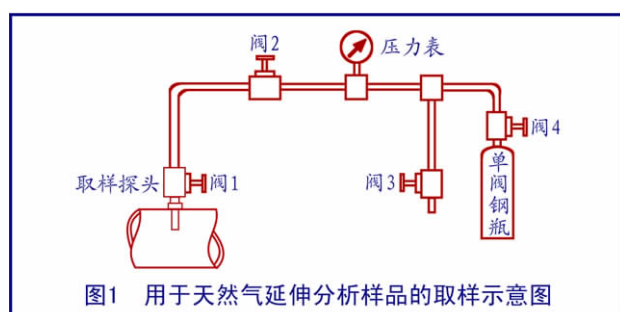 阀2
压力表
阀4
取样探头
阀1
阀3
单阀钢瓶
图1 用于天然气延伸分析样品的取样示意图